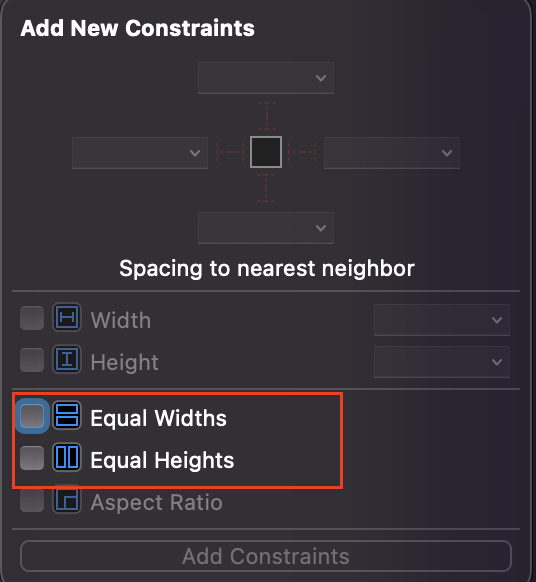 Add New Constraints
Spacing to nearest neighbor
Width
Height
Equal Widths
Equal Heights
Aspect Ratio
Add Constraints